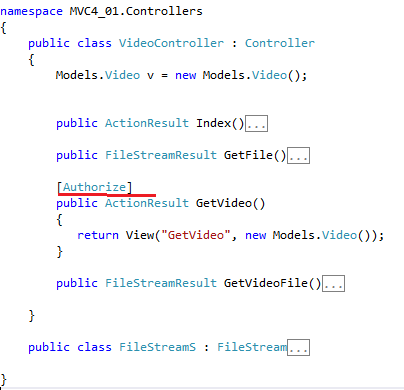 namespace MVC4_01.Controllers
{
public class VideoController : Controller
{
Models.Video v = new Models.Video();
public ActionResult Index()...
public FileStreamResult GetFile()...
[Authorize]
public ActionResult GetVideo()
{
return View("GetVideo", new Models.Video());
}
public FileStreamResult GetVideoFile()...
}
public class FileStreamS : FileStream...
}